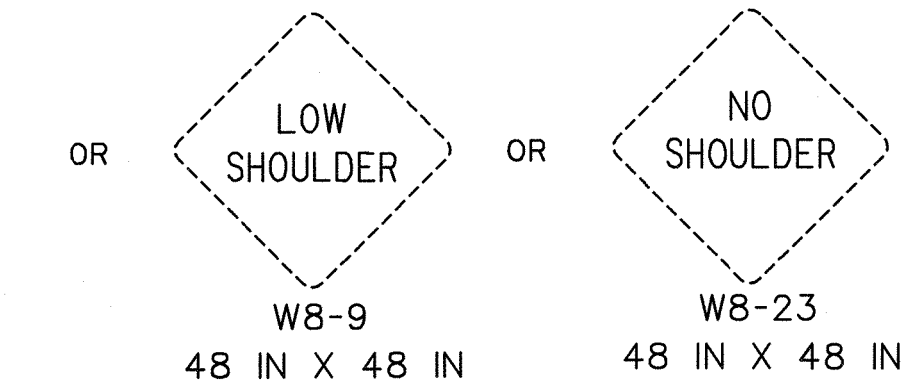 OR
LOW
SHOULDER
W8-9
48 IN X 48 IN
OR
NO
SHOULDER
W8-23
48 IN X 48 IN